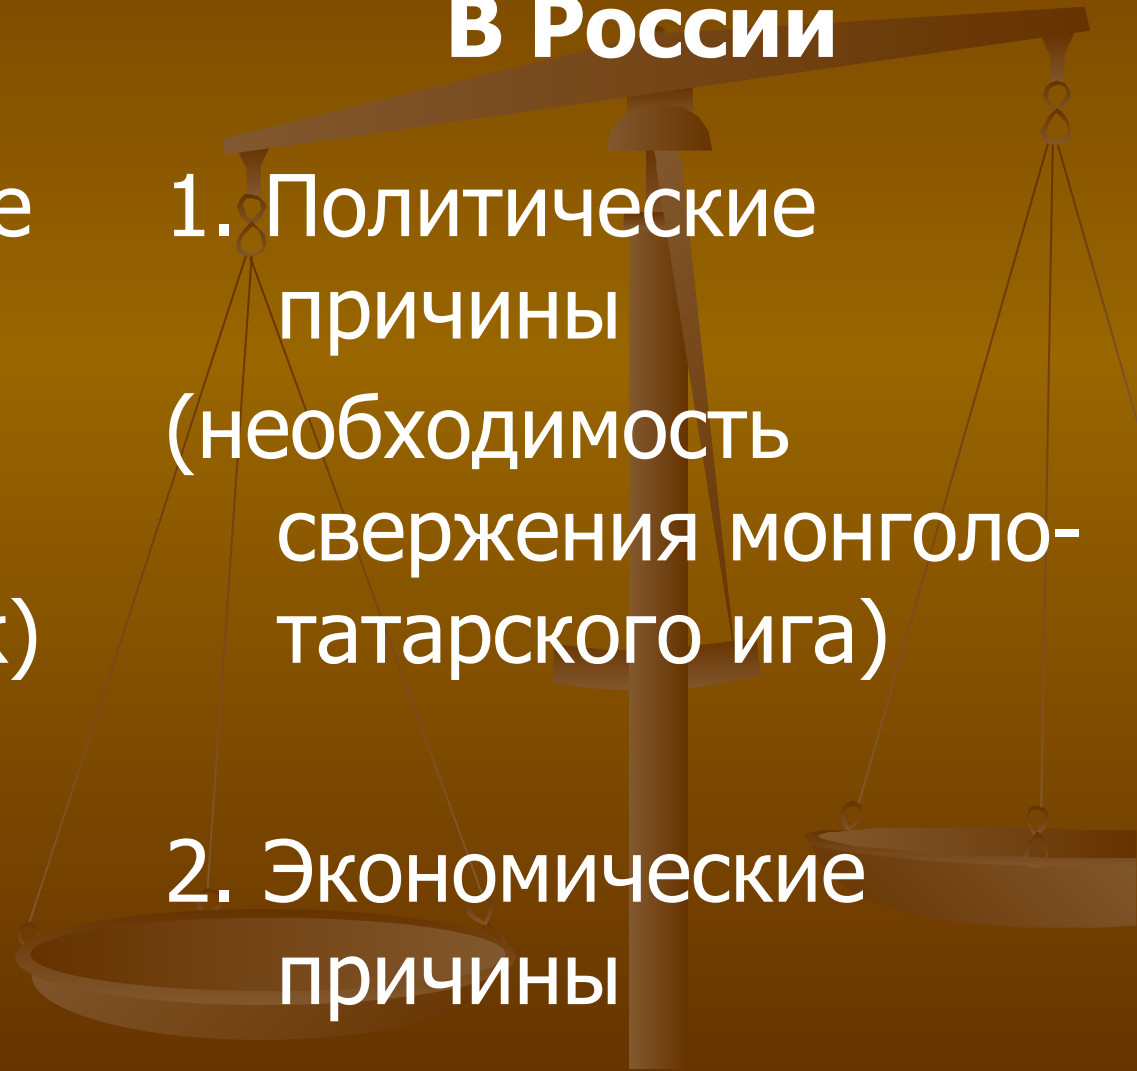 В России
е 1. Политические
причины
(необходимость
свержения монголо-
к) татарского ига)
2. Экономические
причины